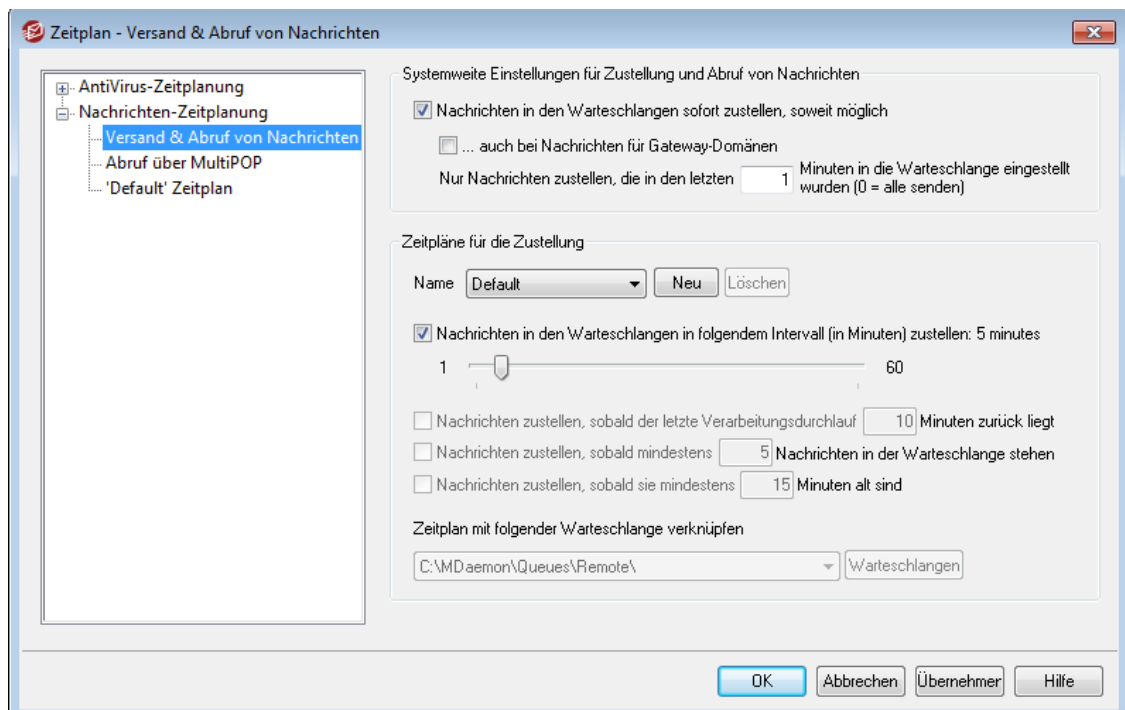 Zeitplan - Versand & Abruf von Nachrichten
AntiVirus-Zeitplanung
Nachrichten-Zeitplanung
Versand & Abruf von Nachrichten
Abruf über MultiPOP
'Default' Zeitplan
Systemweite Einstellungen für Zustellung und Abruf von Nachrichten
Nachrichten in den Warteschlangen sofort zustellen, soweit möglich
... auch bei Nachrichten für Gateway-Domänen
Nur Nachrichten zustellen, die in den letzten 1 Minuten in die Warteschlange eingestellt
wurden (0 = alle senden)
Zeitpläne für die Zustellung
Name Default Neu Löschen
Nachrichten in den Warteschlangen in folgendem Intervall (in Minuten) zustellen: 5 minutes
1 60
Nachrichten zustellen, sobald der letzte Verarbeitungsdurchlauf 10 Minuten zurück liegt
Nachrichten zustellen, sobald mindestens 5 Nachrichten in der Warteschlange stehen
Nachrichten zustellen, sobald sie mindestens 15 Minuten alt sind
Zeitplan mit folgender Warteschlange verknüpfen
C:\MDaemon\Queues\Remote\ Warteschlangen
OK Abbrechen Übernehmer Hilfe